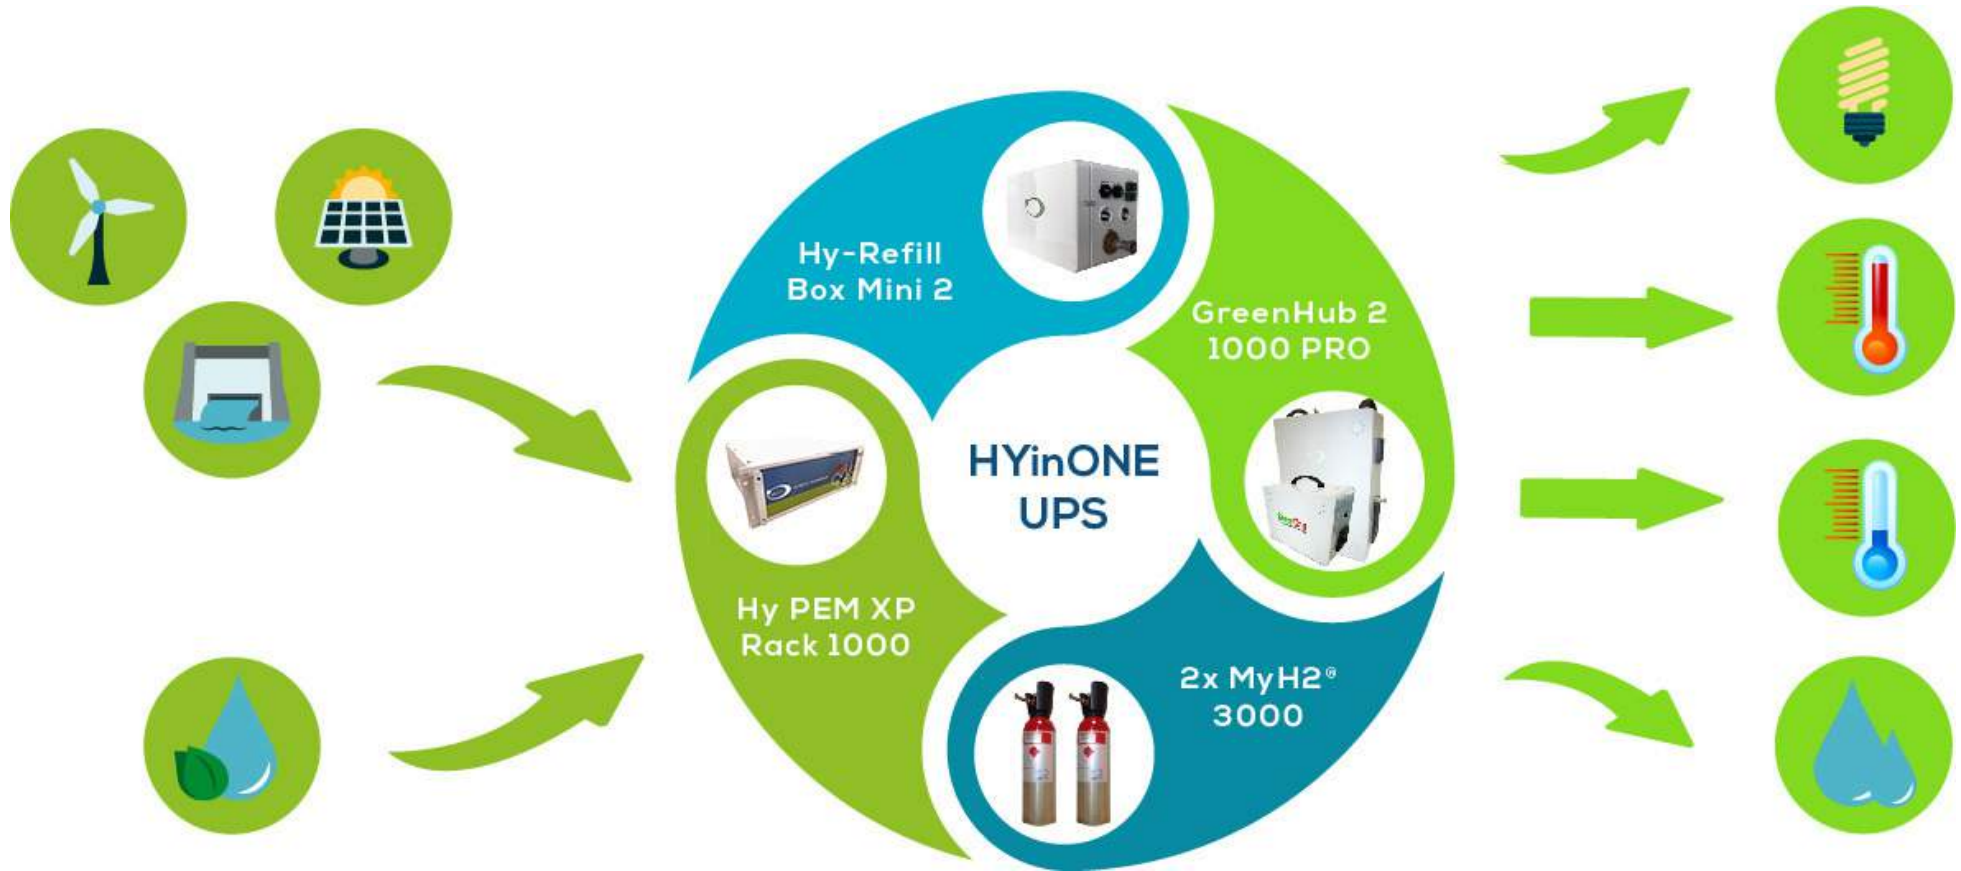 Hy-Refill
Box Mini 2
GreenHub 2
1000 PRO
HYinONE
UPS
Hy PEM XP
Rack 1000
2x MyH2®
3000